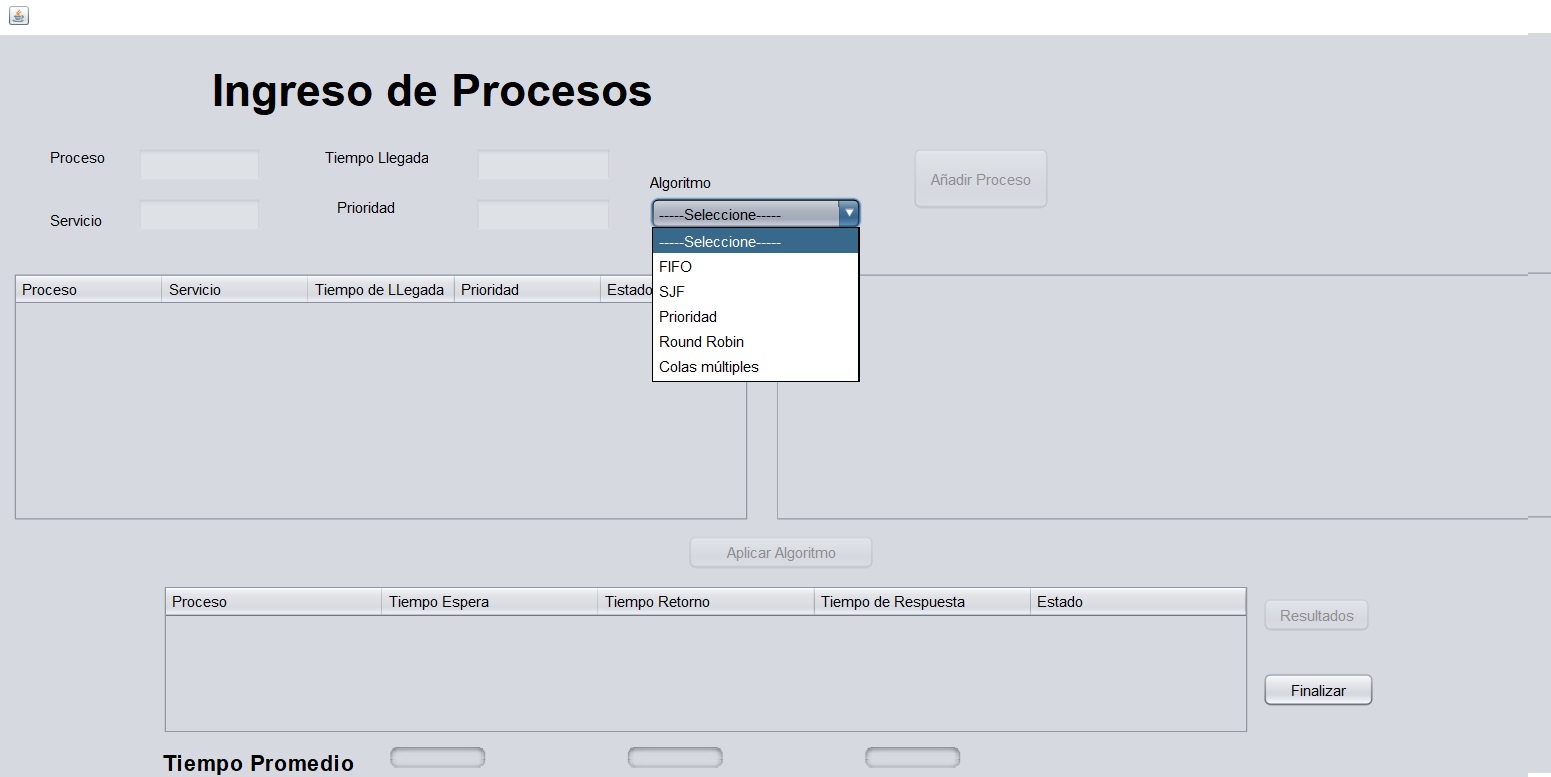 Ingreso de Procesos
Proceso
Tiempo Llegada
Servicio
Prioridad
Algoritmo
-----Seleccione-----
-----Seleccione-----
FIFO
SJF
Prioridad
Round Robin
Colas múltiples
Añadir Proceso
Proceso Servicio Tiempo de LLegada Prioridad Estado
Aplicar Algoritmo
Proceso Tiempo Espera Tiempo Retorno Tiempo de Respuesta Estado
Resultados
Finalizar
Tiempo Promedio